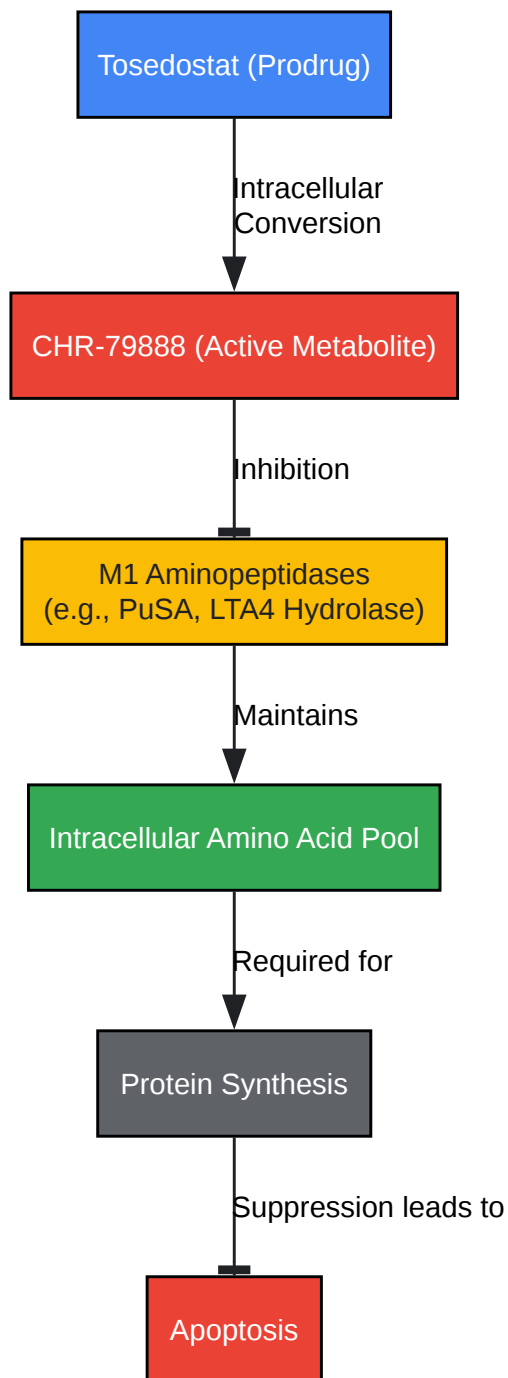 Tosedostat (Prodrug)
Intracellular
Conversion
CHR-79888 (Active Metabolite)
Inhibition
M1 Aminopeptidases
(e.g., PuSA, LTA4 Hydrolase)
Maintains
Intracellular Amino Acid Pool
Required for
Protein Synthesis
Suppression leads to
Apoptosis